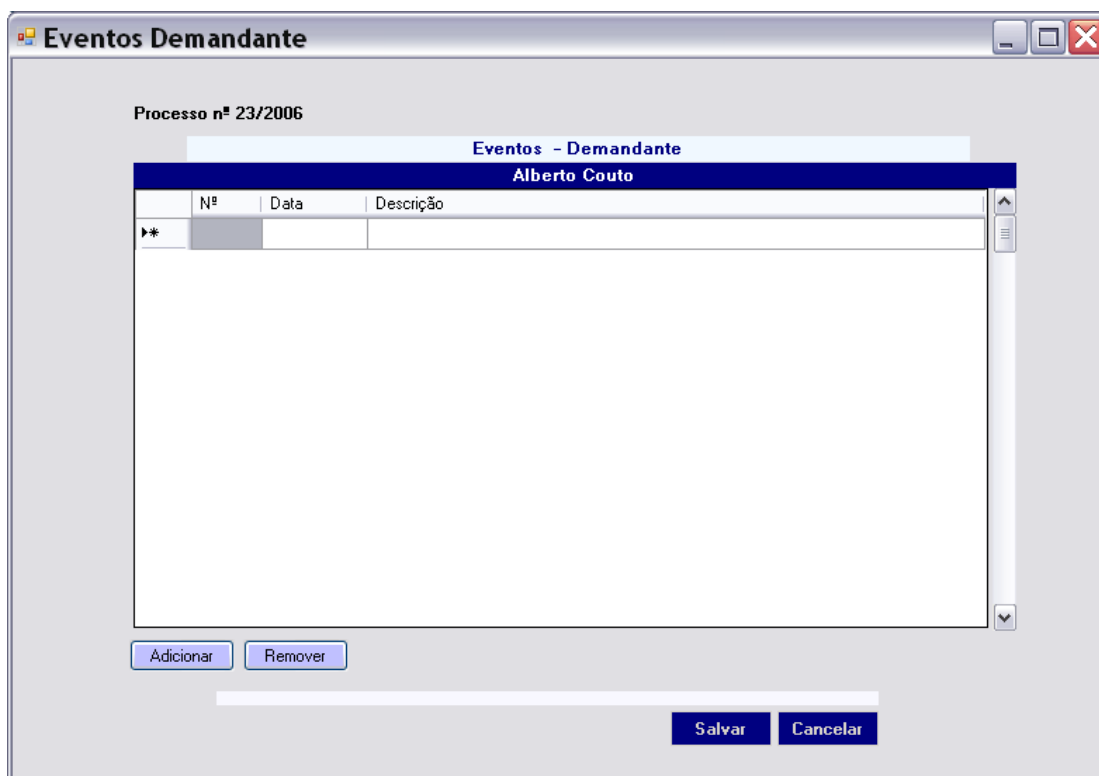 Eventos Demandante
Processo nº 23/2006
Eventos - Demandante
Alberto Couto
Nº Data Descrição
Adicionar Remover
Salvar Cancelar